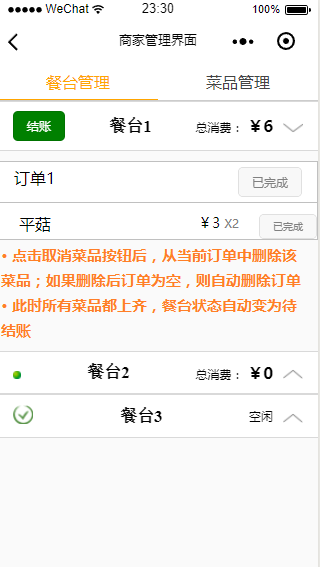 WeChat 23:30 100%
商家管理界面
餐台管理 菜品管理
结账 餐台1 总消费： ¥6
订单1 已完成
平菇 ¥3 X2 已完成
• 点击取消菜品按钮后，从当前订单中删除该
菜品；如果删除后订单为空，则自动删除订单
• 此时所有菜品都上齐，餐台状态自动变为待
结账
餐台2 总消费： ¥0
餐台3 空闲